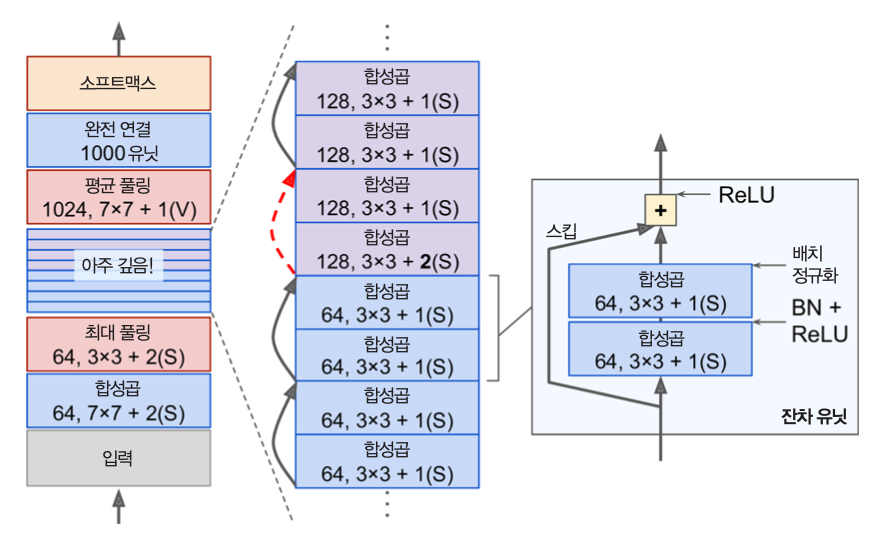 소프트맥스
완전 연결
1000 유닛
평균 풀링
1024, 7×7 + 1(V)
아주 깊음!
최대 풀링
64, 3×3 + 2(S)
합성곱
64, 7×7 + 2(S)
입력
합성곱
128, 3×3 + 1(S)
합성곱
128, 3×3 + 1(S)
합성곱
128, 3×3 + 1(S)
합성곱
128, 3×3 + 2(S)
합성곱
64, 3×3 + 1(S)
합성곱
64, 3×3 + 1(S)
합성곱
64, 3×3 + 1(S)
합성곱
64, 3×3 + 1(S)
+
ReLU
스킵
배치
정규화
합성곱
64, 3×3 + 1(S)
BN +
ReLU
합성곱
64, 3×3 + 1(S)
잔차 유닛